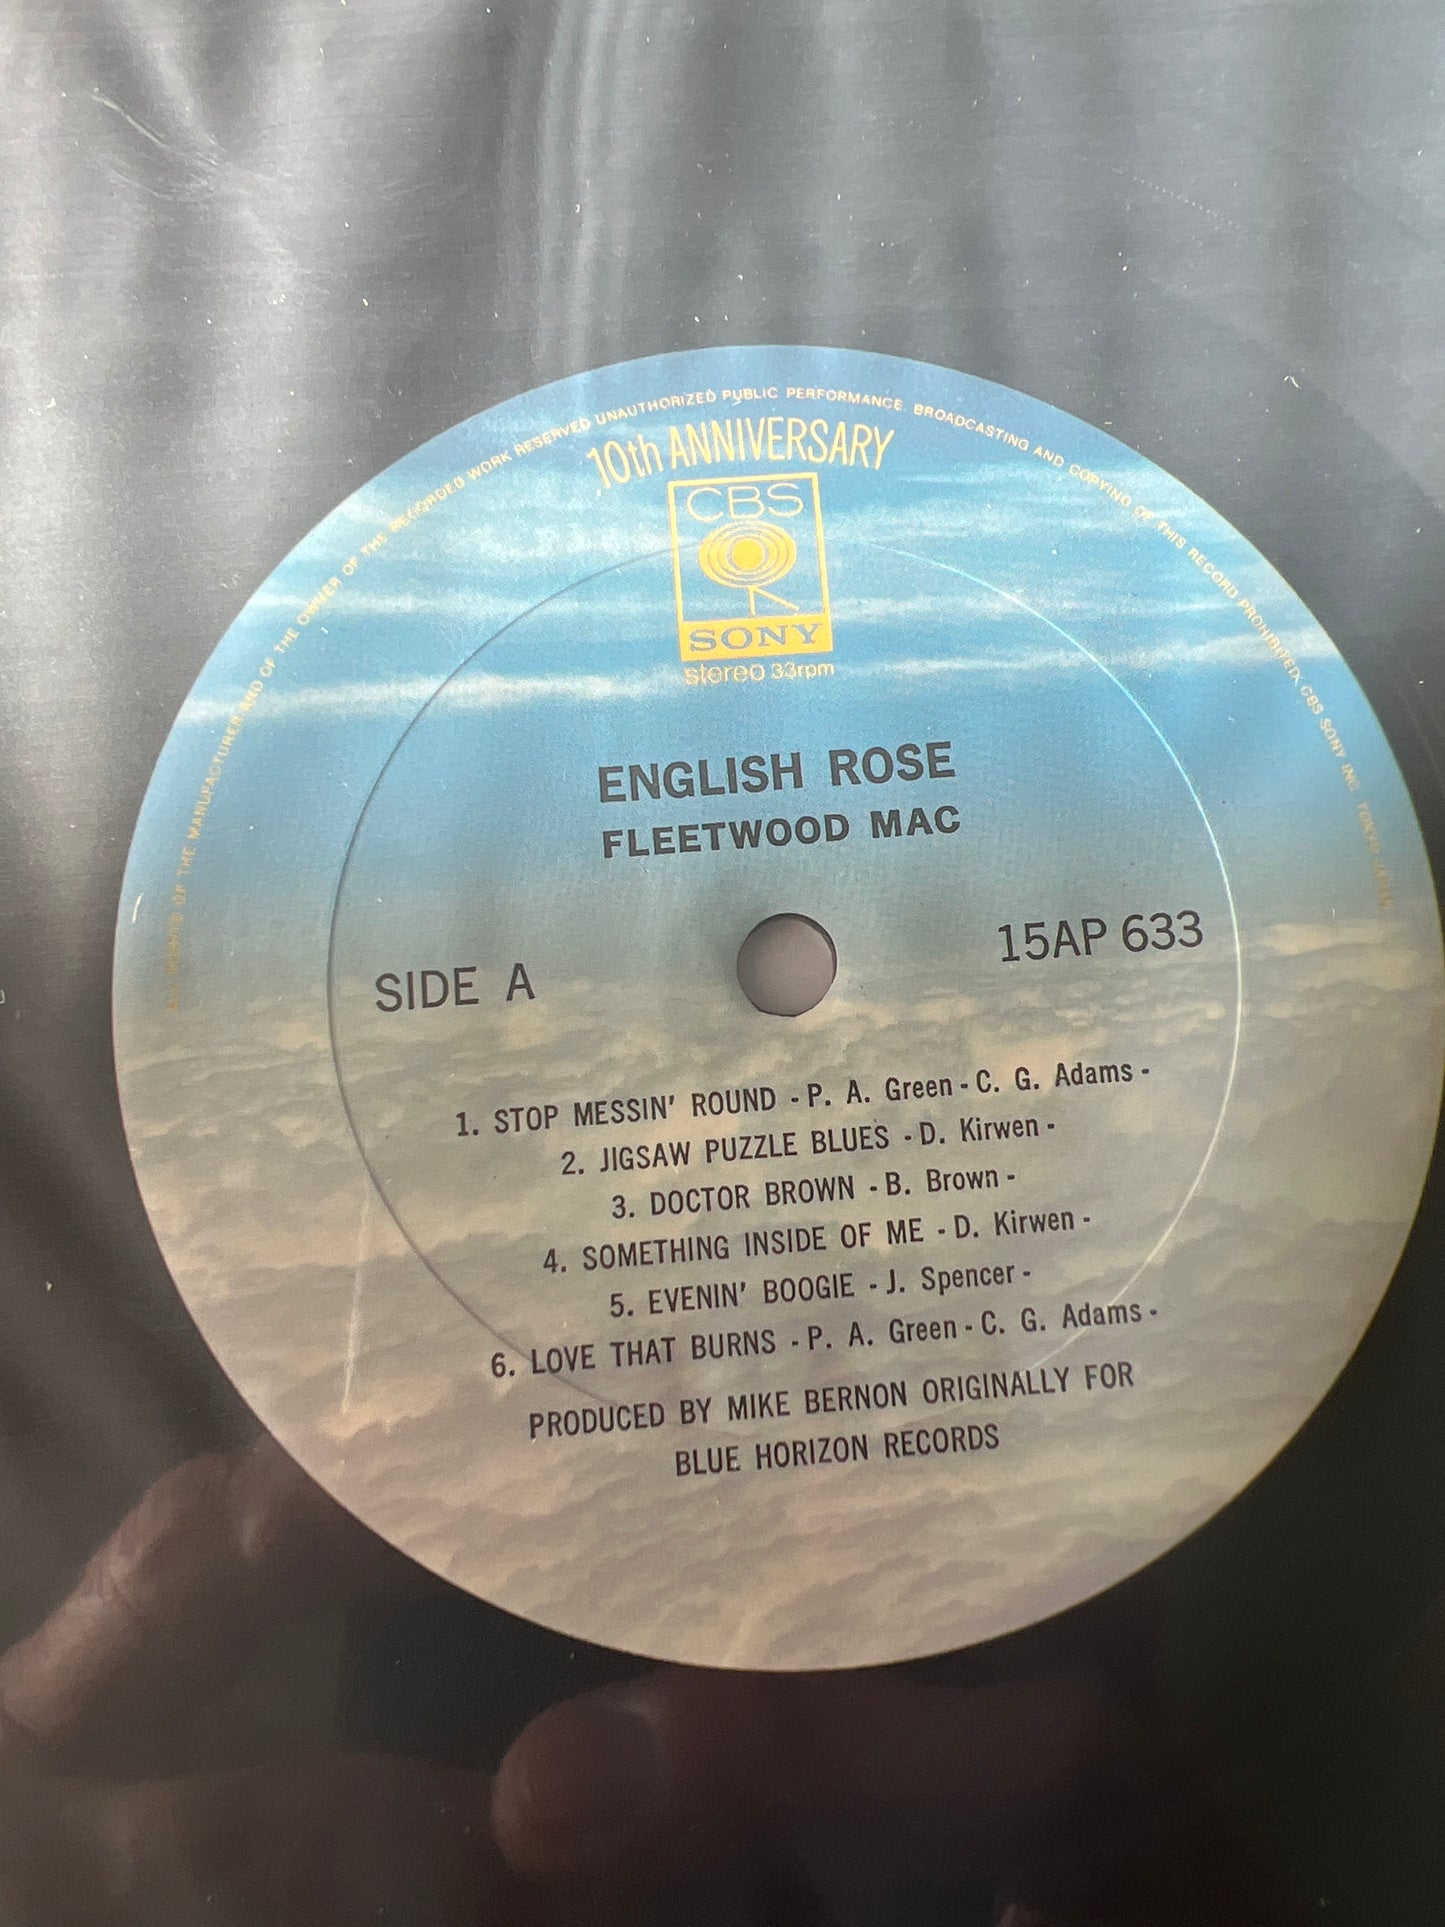 ALL RIGHTS OF THE MANUFACTURER AND OF THE OWNER OF THE RECORDED WORK RESERVED UNAUTHORIZED PUBLIC PERFORMANCE. BROADCASTING AND COPYING OF THIS RECORD PROHIBITED. CBS SONY INC. TOKYO JAPAN
10th ANNIVERSARY
CBS
SONY
stereo 33rpm
ENGLISH ROSE
FLEETWOOD MAC
SIDE A
15AP 633
1. STOP MESSIN' ROUND - P. A. Green - C. G. Adams -
2. JIGSAW PUZZLE BLUES - D. Kirwen -
3. DOCTOR BROWN - B. Brown -
4. SOMETHING INSIDE OF ME - D. Kirwen -
5. EVENIN' BOOGIE - J. Spencer -
6. LOVE THAT BURNS - P. A. Green - C. G. Adams -
PRODUCED BY MIKE BERNON ORIGINALLY FOR
BLUE HORIZON RECORDS